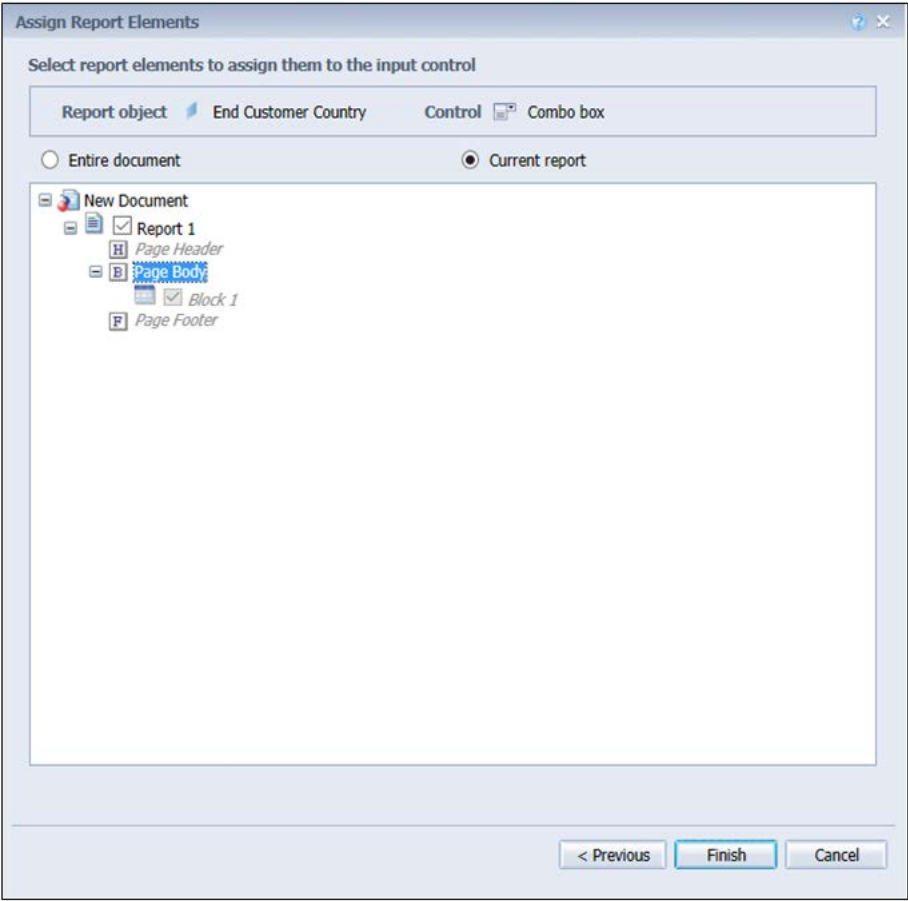 Assign Report Elements
Select report elements to assign them to the input control
Report object End Customer Country Control Combo box
Entire document Current report
New Document
Report 1
H Page Header
B Page Body
Block 1
F Page Footer
< Previous Finish Cancel